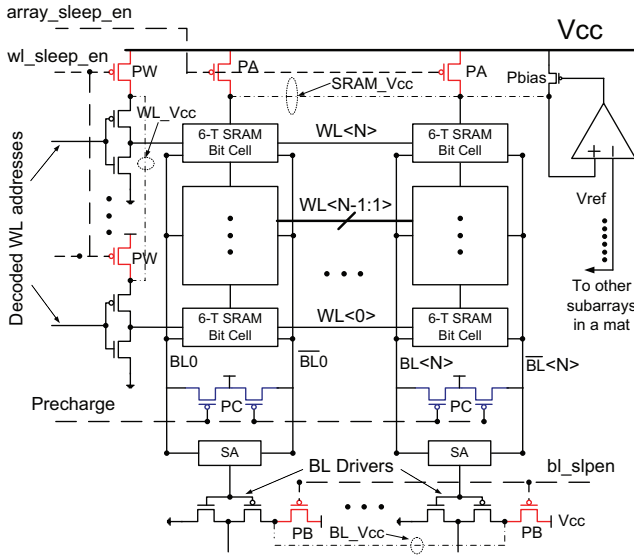 array_sleep_en
Vcc
wl_sleep_en
PW
PA
PA
Pbias
SRAM_Vcc
WL_Vcc
6-T SRAM
Bit Cell
WL<N>
6-T SRAM
Bit Cell
+
Decoded WL addresses
WL<N-1:1>
Vref
PW
To other
subarrays
in a mat
6-T SRAM
Bit Cell
WL<0>
6-T SRAM
Bit Cell
BL0
BL0
BL<N>
BL<N>
Precharge
PC
PC
SA
SA
BL Drivers
bl_slpen
PB
BL_Vcc
PB
Vcc